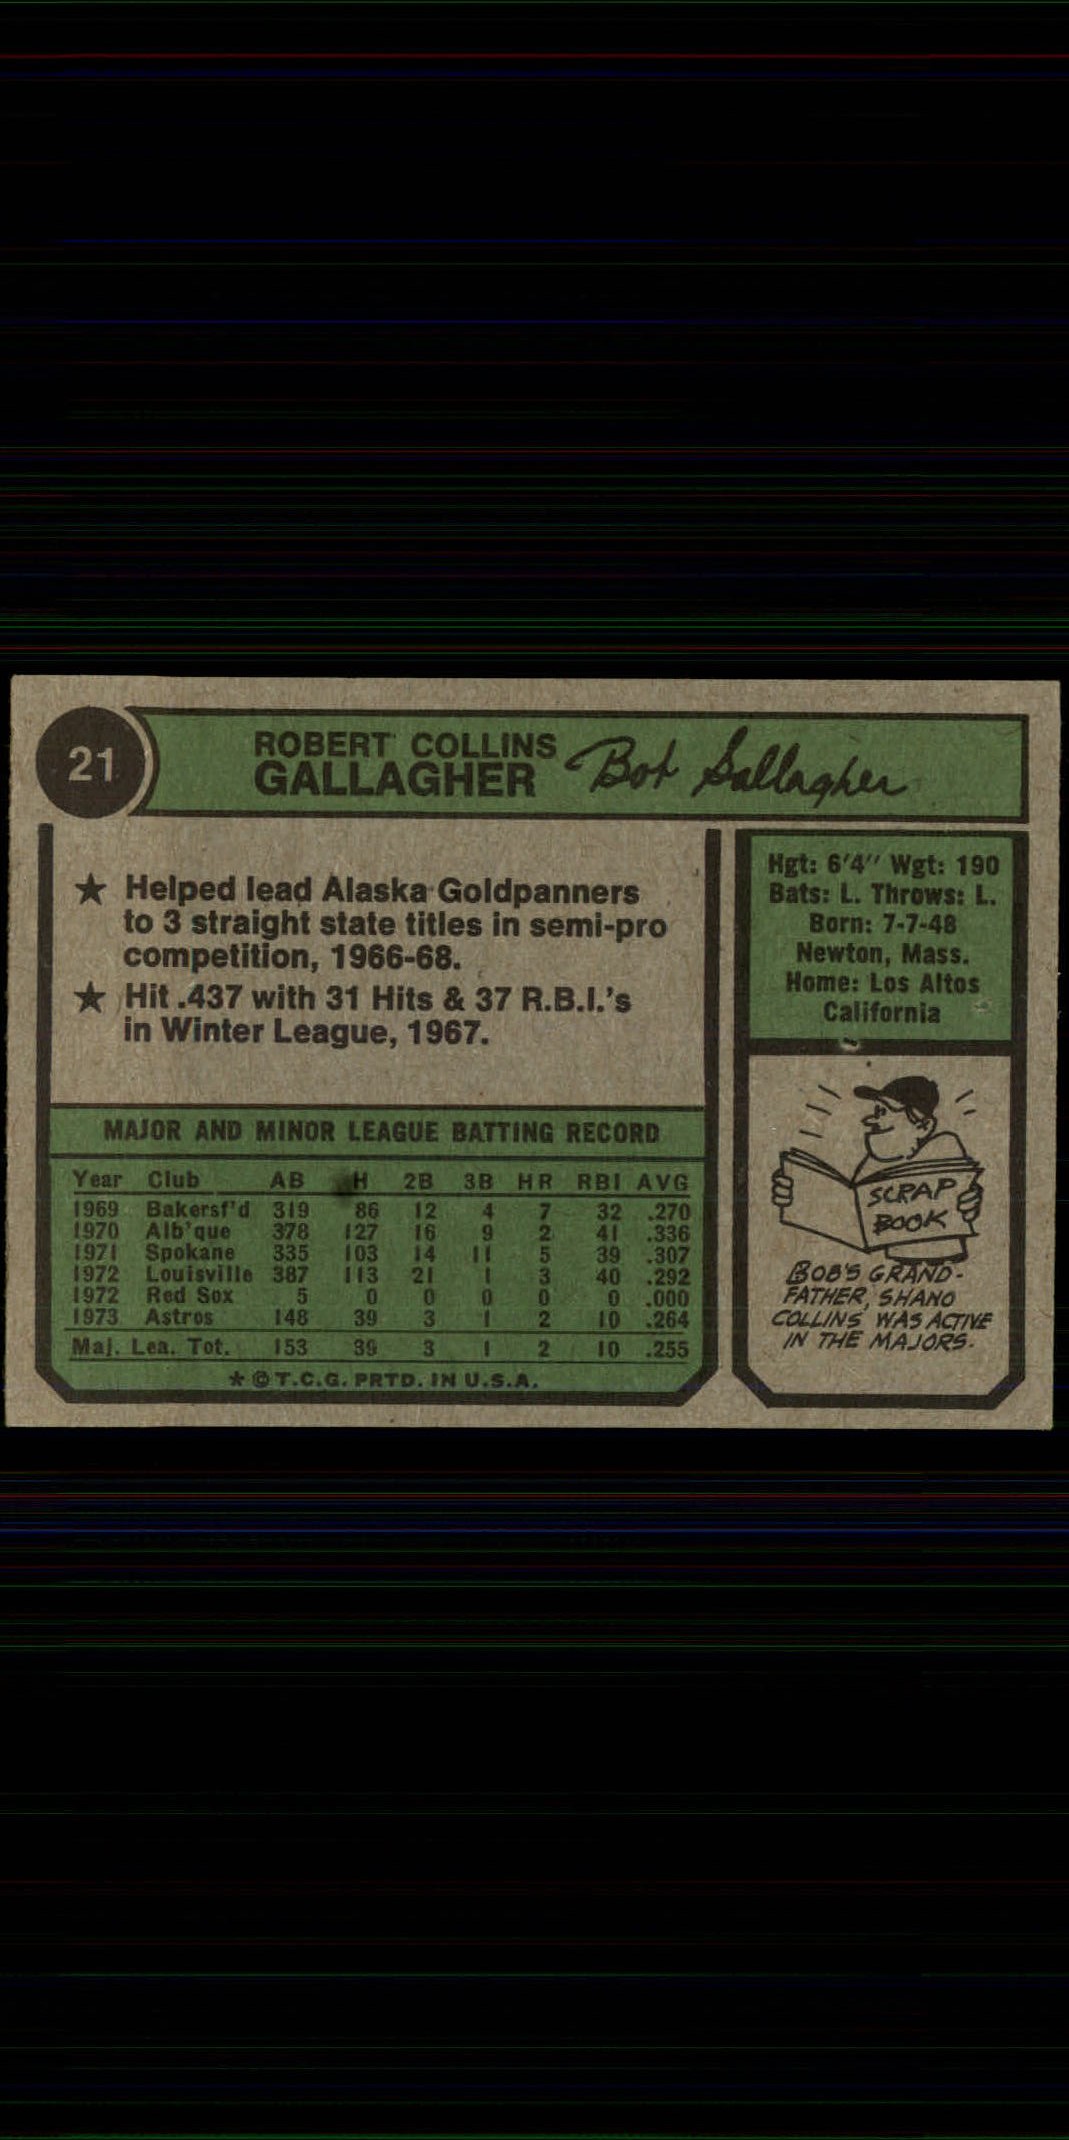 21
ROBERT COLLINS
GALLAGHER
Bob Gallagher
★ Helped lead Alaska Goldpanners
to 3 straight state titles in semi-pro
competition, 1966-68.
★ Hit .437 with 31 Hits & 37 R.B.I.'s
in Winter League, 1967.
Hgt: 6'4" Wgt: 190
Bats: L. Throws: L.
Born: 7-7-48
Newton, Mass.
Home: Los Altos
California
MAJOR AND MINOR LEAGUE BATTING RECORD
Year Club AB H 2B 3B HR RBI AVG
1969 Bakersf'd 319 86 12 4 7 32 .270
1970 Alb'que 378 127 16 9 2 41 .336
1971 Spokane 335 103 14 11 5 39 .307
1972 Louisville 387 113 21 1 3 40 .292
1972 Red Sox 5 0 0 0 0 0 .000
1973 Astros 148 39 3 1 2 10 .264
Maj. Lea. Tot. 153 39 3 1 2 10 .255
★ © T.C.G. PRTD. IN U.S.A.
SCRAP
BOOK
BOB'S GRAND-
FATHER, SHANO
COLLINS WAS ACTIVE
IN THE MAJORS.